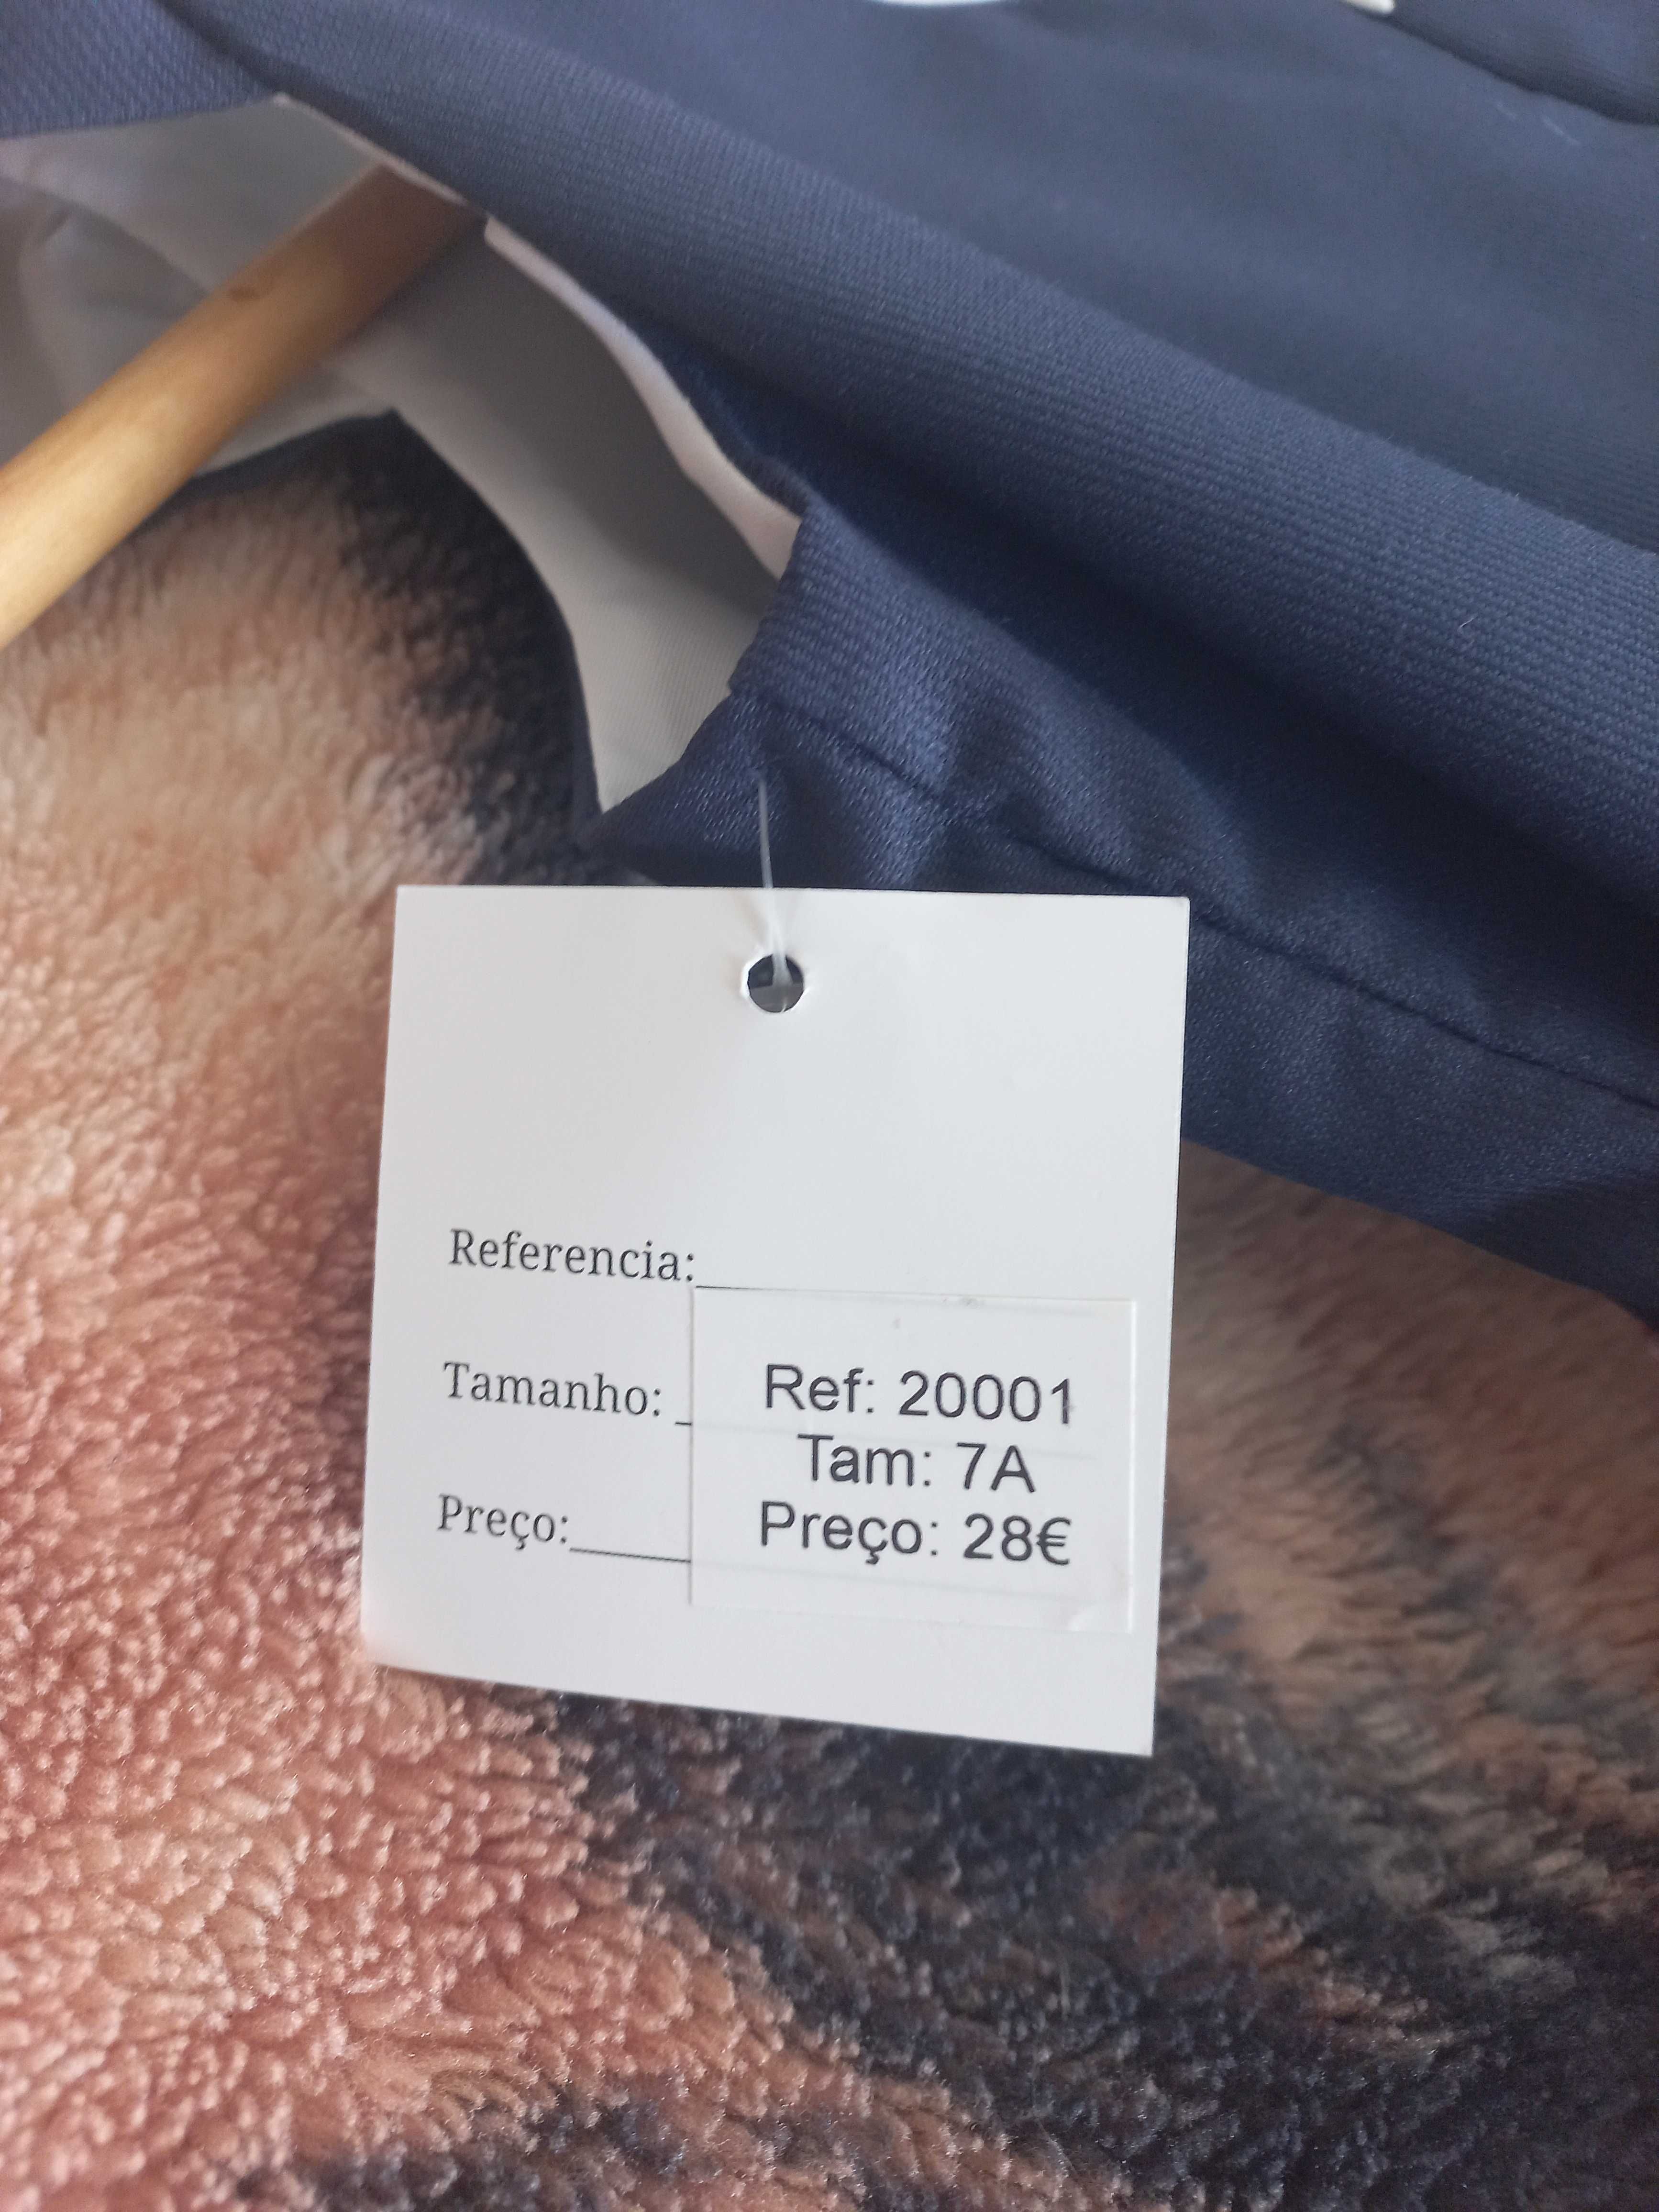 Referencia:
Tamanho:
Preço:
Ref: 20001
Tam: 7A
Preço: 28€